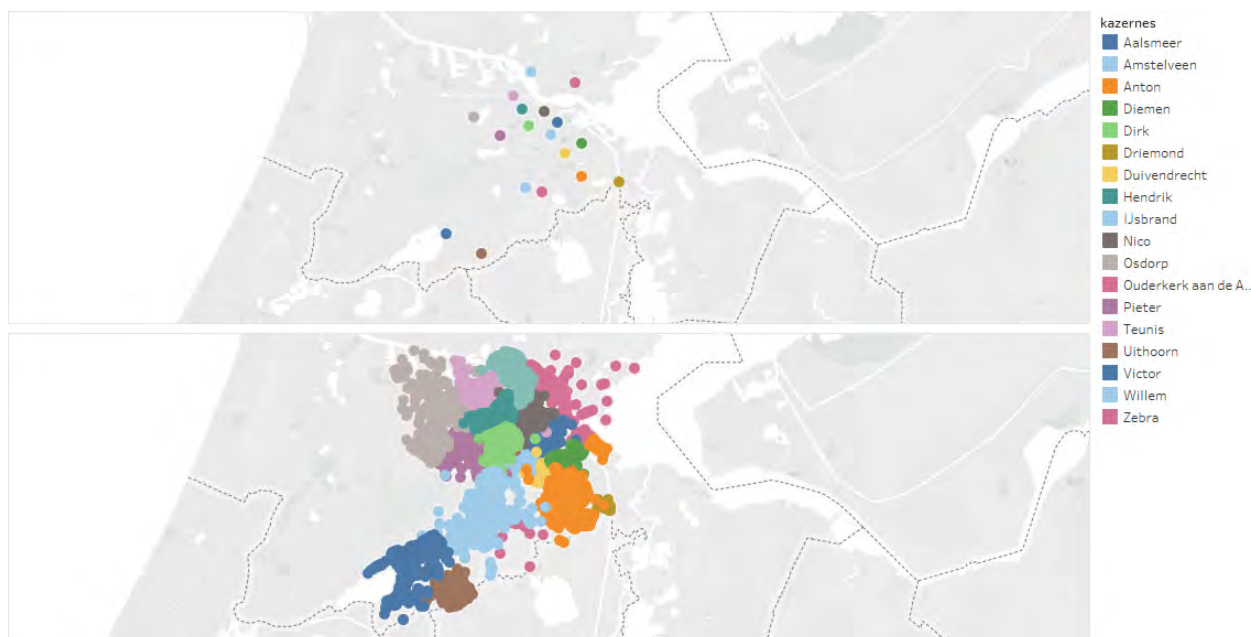 kazernes
Aalsmeer
Amstelveen
Anton
Diemen
Dirk
Driemond
Duivendrecht
Hendrik
IJsbrand
Nico
Osdorp
Ouderkerk aan de A..
Pieter
Teunis
Uithoorn
Victor
Willem
Zebra